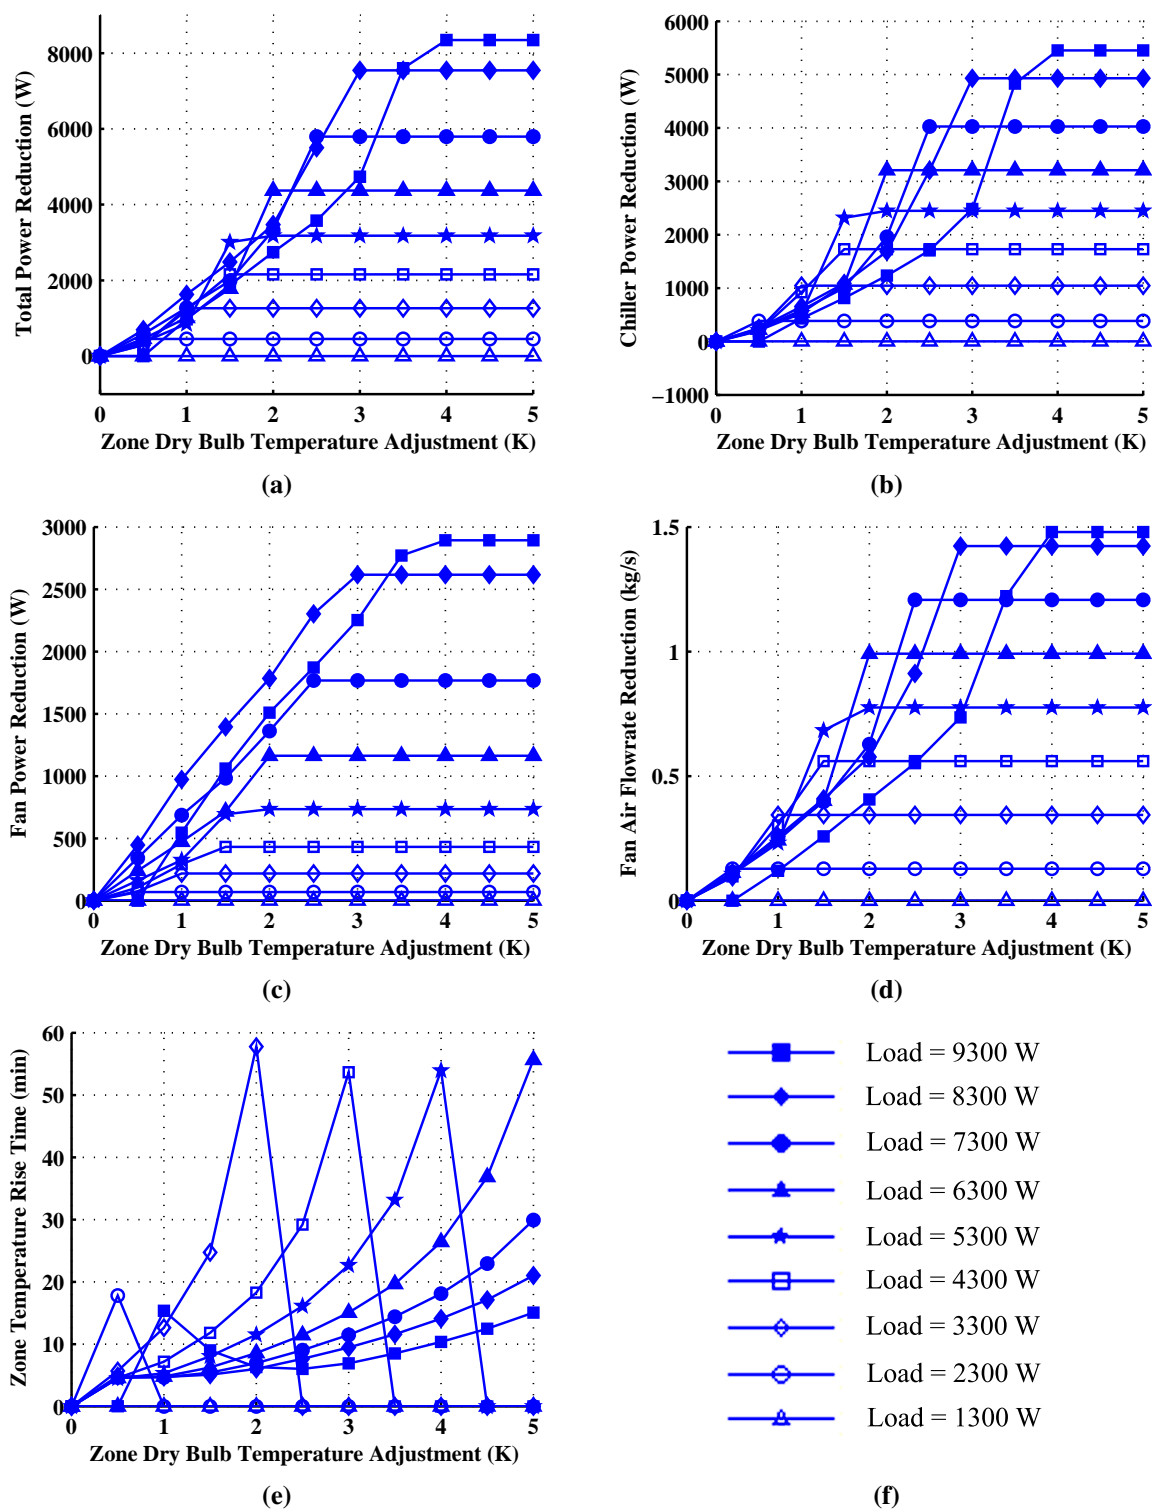 Total Power Reduction (W)
8000
6000
4000
2000
0
0 1 2 3 4 5
Zone Dry Bulb Temperature Adjustment (K)
(a)
Chiller Power Reduction (W)
6000
5000
4000
3000
2000
1000
0
−1000
0 1 2 3 4 5
Zone Dry Bulb Temperature Adjustment (K)
(b)
Fan Power Reduction (W)
3000
2500
2000
1500
1000
500
0
0 1 2 3 4 5
Zone Dry Bulb Temperature Adjustment (K)
(c)
Fan Air Flowrate Reduction (kg/s)
1.5
1
0.5
0
0 1 2 3 4 5
Zone Dry Bulb Temperature Adjustment (K)
(d)
Zone Temperature Rise Time (min)
60
50
40
30
20
10
0
0 1 2 3 4 5
Zone Dry Bulb Temperature Adjustment (K)
(e)
Load = 9300 W
Load = 8300 W
Load = 7300 W
Load = 6300 W
Load = 5300 W
Load = 4300 W
Load = 3300 W
Load = 2300 W
Load = 1300 W
(f)